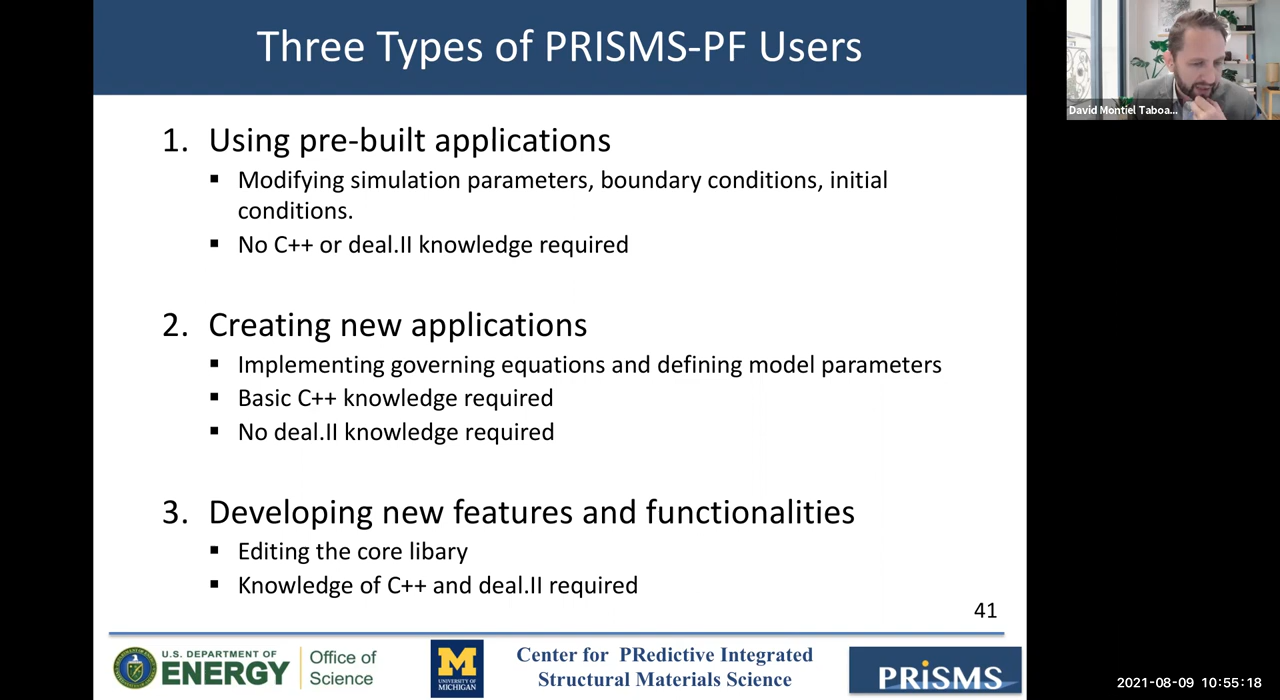 Three Types of PRISMS-PF Users
David Montiel Taboa...
1. Using pre-built applications
▪ Modifying simulation parameters, boundary conditions, initial
conditions.
▪ No C++ or deal.II knowledge required
2. Creating new applications
▪ Implementing governing equations and defining model parameters
▪ Basic C++ knowledge required
▪ No deal.II knowledge required
3. Developing new features and functionalities
▪ Editing the core libary
▪ Knowledge of C++ and deal.II required
41
U.S. DEPARTMENT OF
ENERGY
Office of
Science
M
UNIVERSITY OF
MICHIGAN
Center for PRedictive Integrated
Structural Materials Science
PRiSMS
2021-08-09 10:55:18